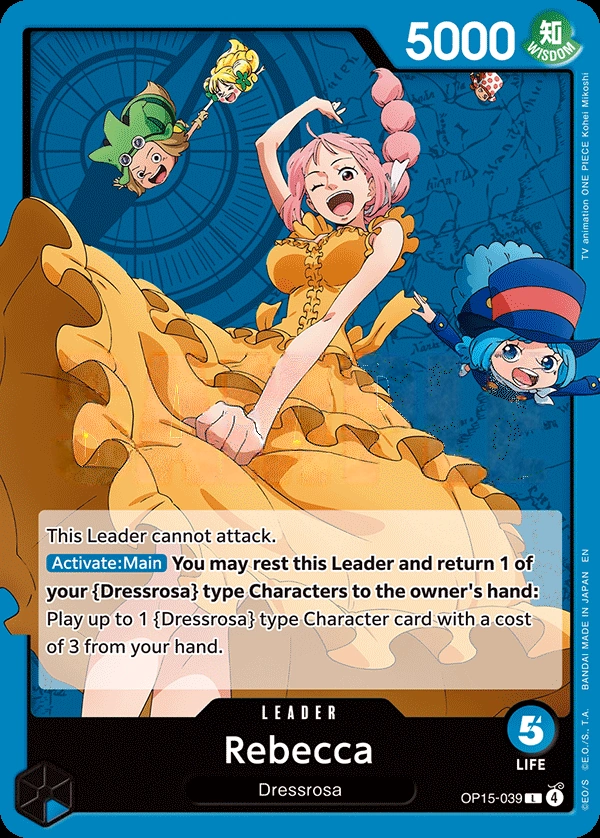 5000
知
WISDOM
TV animation ONE PIECE Kohei Mikoshi
This Leader cannot attack.
Activate:Main You may rest this Leader and return 1 of
your {Dressrosa} type Characters to the owner's hand:
Play up to 1 {Dressrosa} type Character card with a cost
of 3 from your hand.
©ED/S ©E.O./S., T.A. BANDAI MADE IN JAPAN EN
LEADER
Rebecca
Dressrosa
5
LIFE
OP15-039 L 4